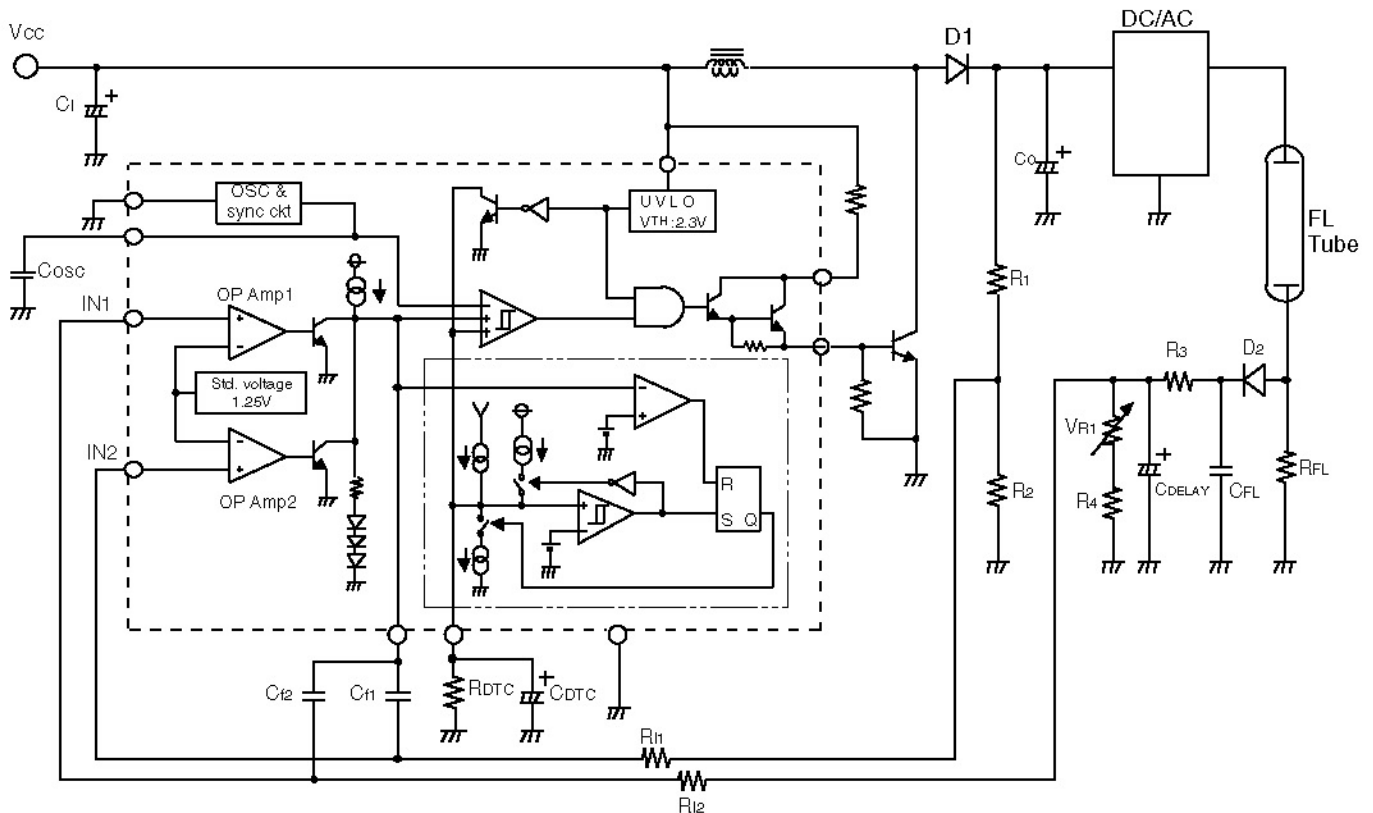 Vcc
D1
DC/AC
CI
+
Co
+
OSC &
sync ckt
UVLO
VTH:2.3V
FL
Tube
COSC
IN1
OP Amp1
+
−
−
+
+
R1
Std. voltage
1.25V
R3
D2
−
+
VR1
IN2
−
+
OP Amp2
+
−
R
S Q
R2
R4
+
CDELAY
CFL
RFL
Cf2
Cf1
RDTC
+
CDTC
RI1
RI2